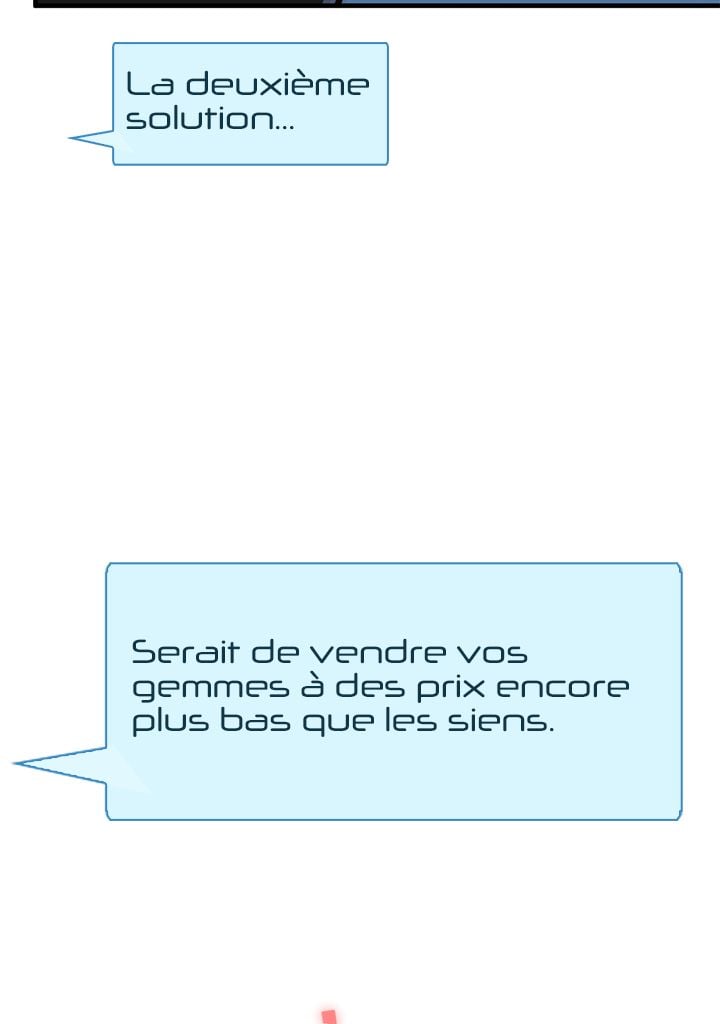 La deuxième
solution...
Serait de vendre vos
gemmes à des prix encore
plus bas que les siens.